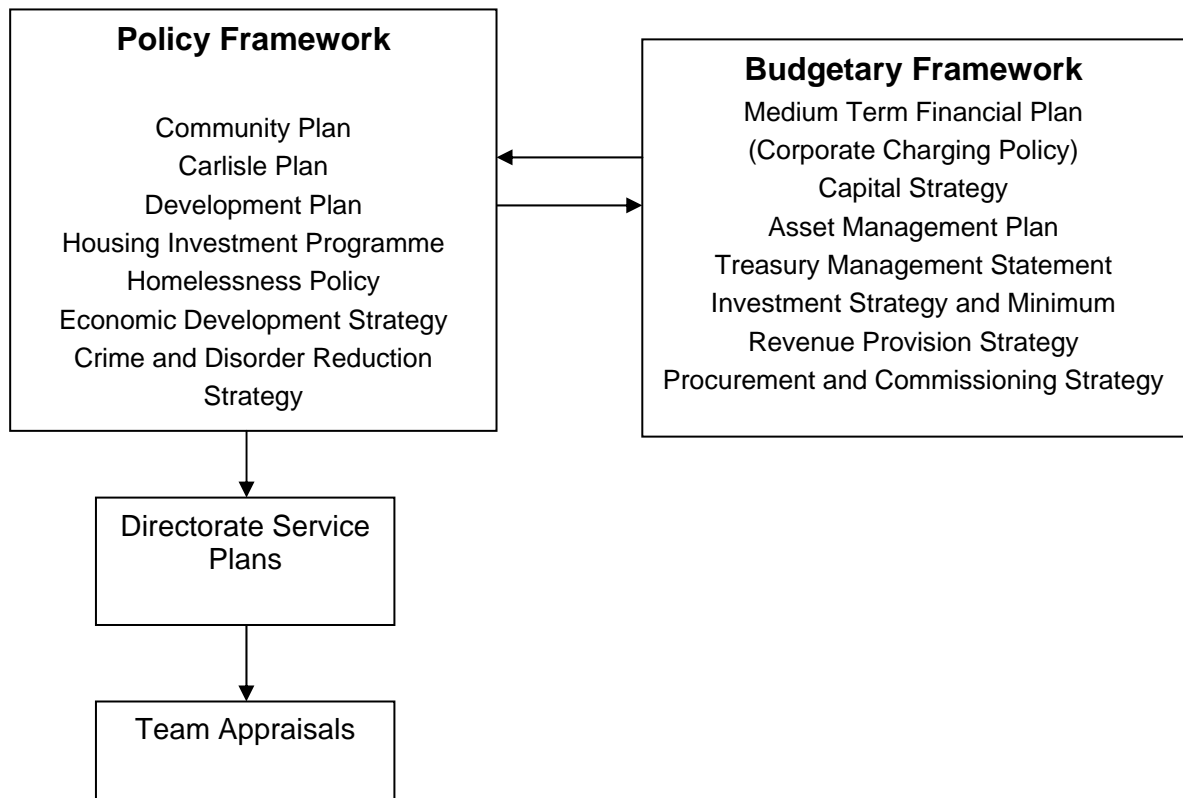 Policy Framework
Community Plan
Carlisle Plan
Development Plan
Housing Investment Programme
Homelessness Policy
Economic Development Strategy
Crime and Disorder Reduction
Strategy
Budgetary Framework
Medium Term Financial Plan
(Corporate Charging Policy)
Capital Strategy
Asset Management Plan
Treasury Management Statement
Investment Strategy and Minimum
Revenue Provision Strategy
Procurement and Commissioning Strategy
Directorate Service
Plans
Team Appraisals